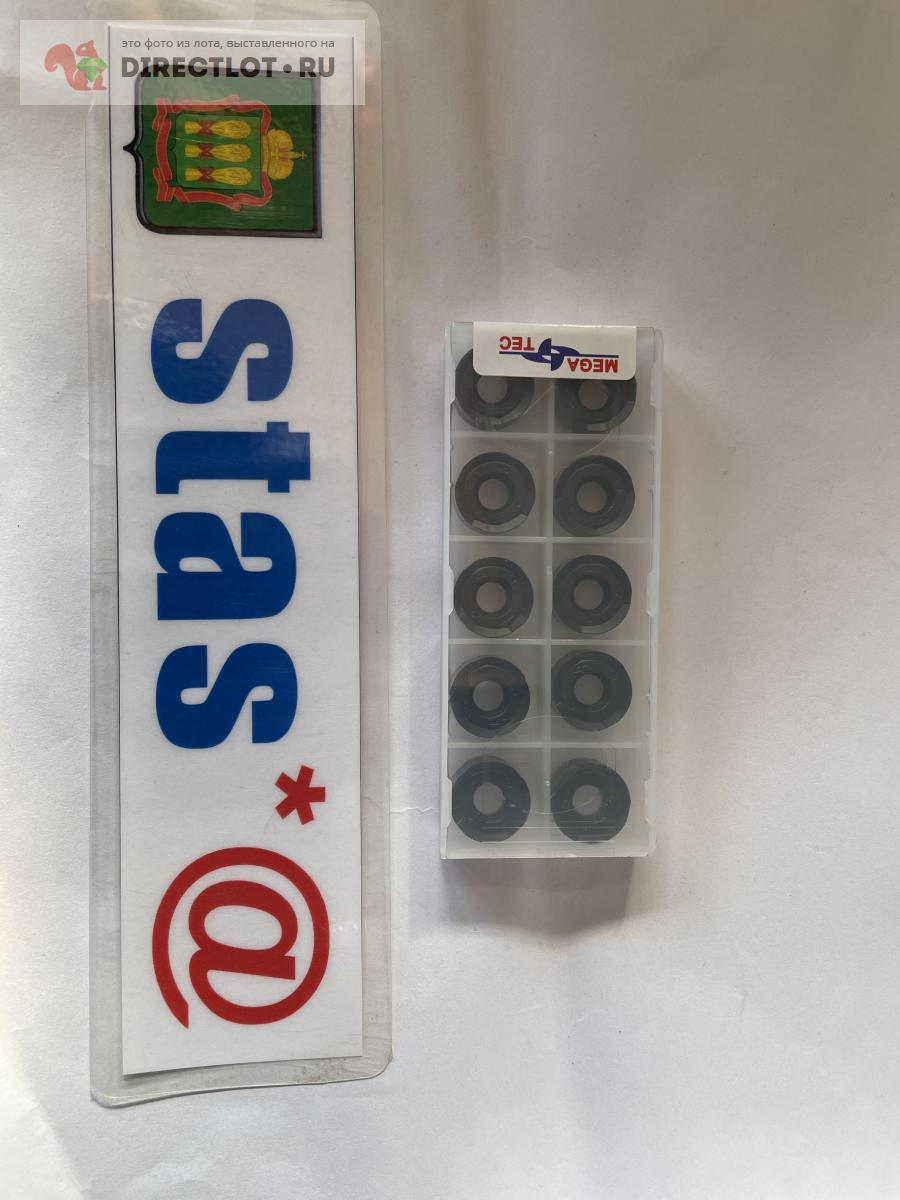 это фото из лота, выставленного на
DIRECTLOT•RU
stas*@
MEGA TEC